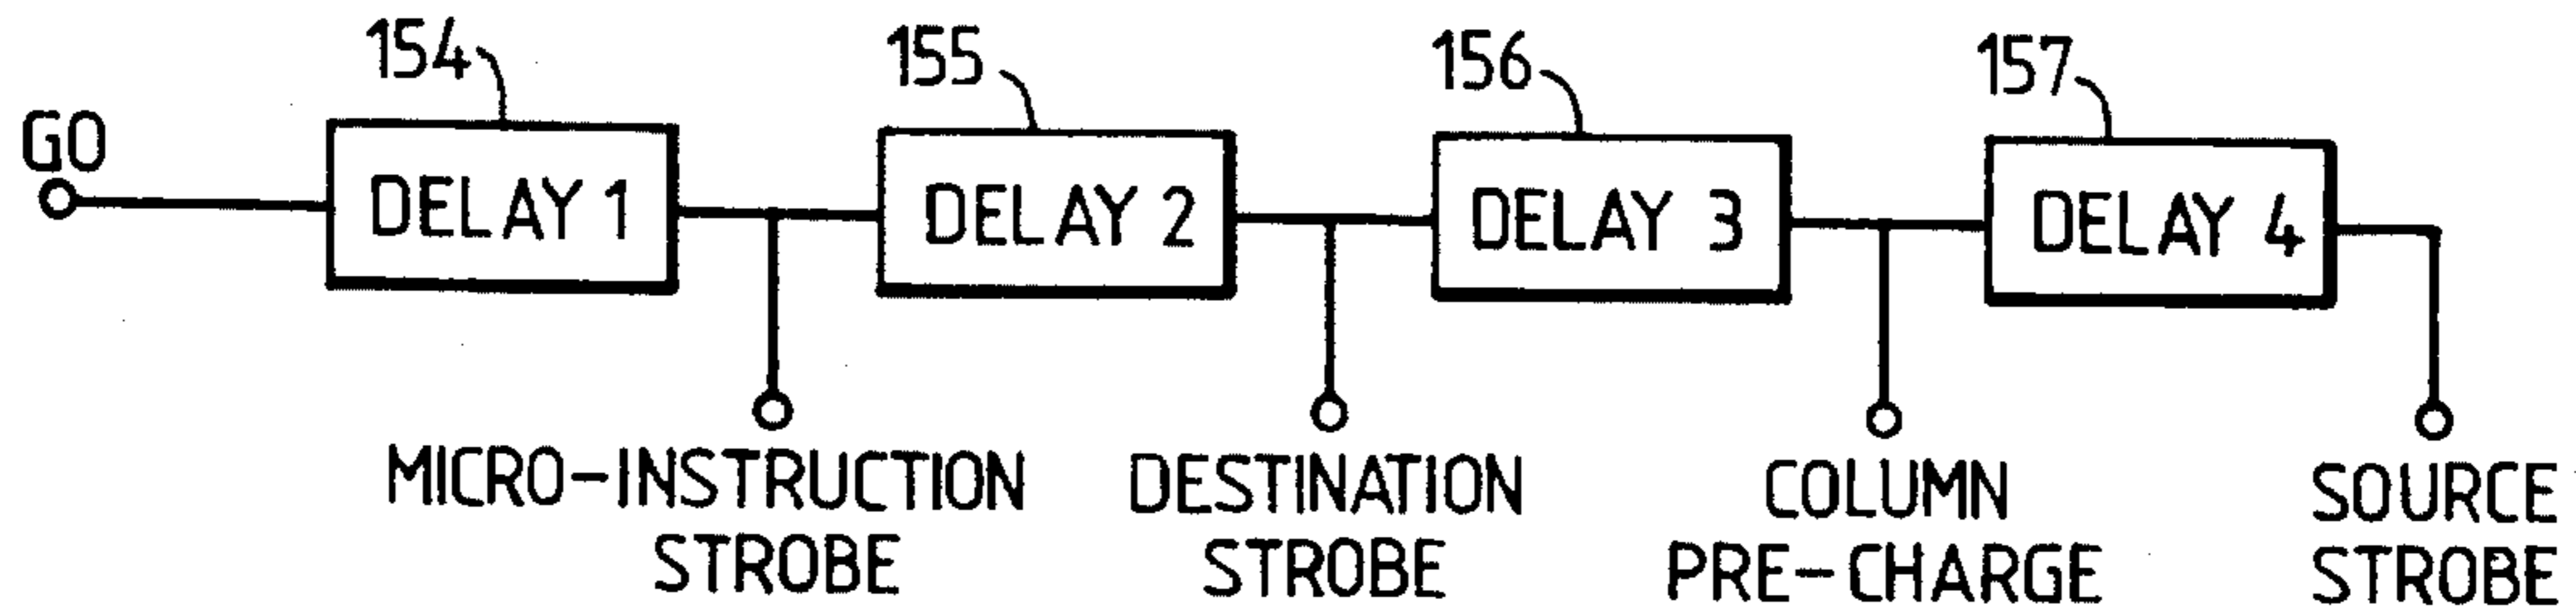 154
155
156
157
GO
DELAY 1
DELAY 2
DELAY 3
DELAY 4
MICRO-INSTRUCTION
STROBE
DESTINATION
STROBE
COLUMN
PRE-CHARGE
SOURCE
STROBE